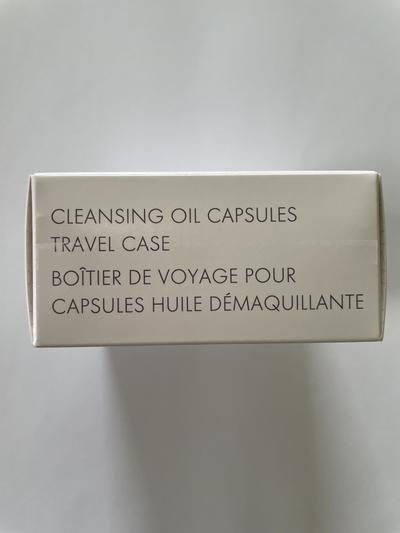 CLEANSING OIL CAPSULES
TRAVEL CASE
BOÎTIER DE VOYAGE POUR
CAPSULES HUILE DÉMAQUILLANTE